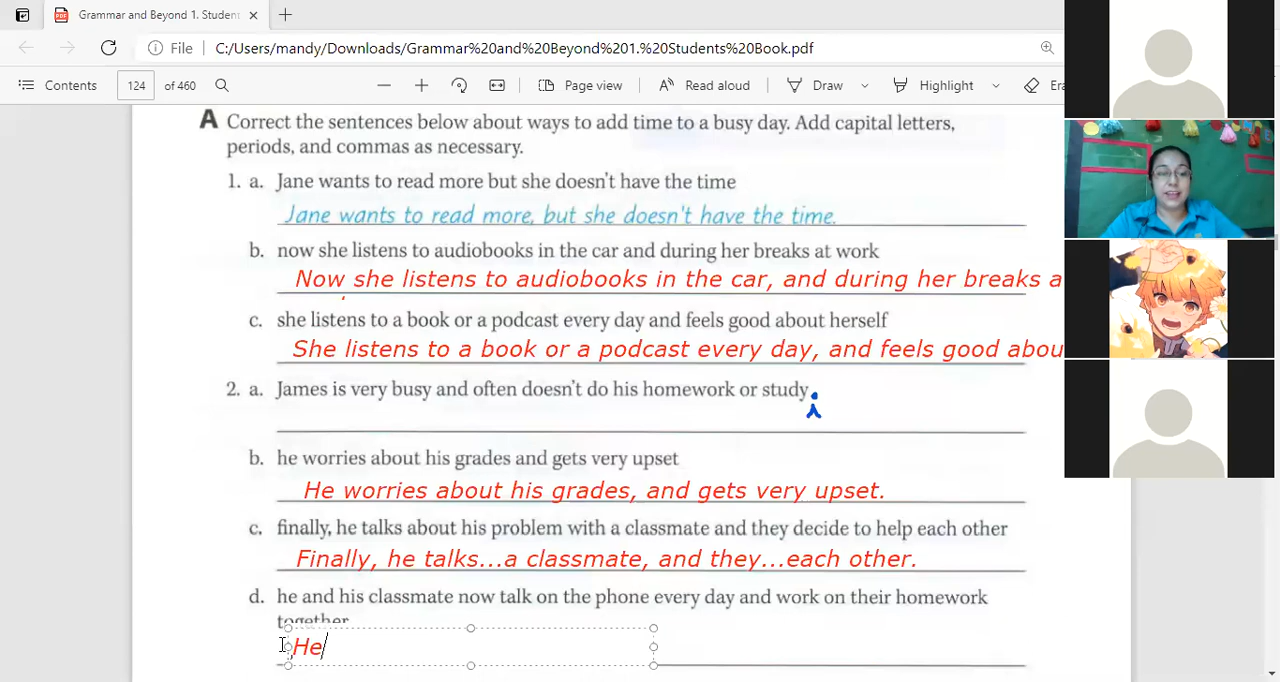 Grammar and Beyond 1. Student
File C:/Users/mandy/Downloads/Grammar%20and%20Beyond%201.%20Students%20Book.pdf
Contents 124 of 460 Page view Read aloud Draw Highlight
A Correct the sentences below about ways to add time to a busy day. Add capital letters,
periods, and commas as necessary.
1. a. Jane wants to read more but she doesn't have the time
Jane wants to read more, but she doesn't have the time.
b. now she listens to audiobooks in the car and during her breaks at work
Now she listens to audiobooks in the car, and during her breaks a
c. she listens to a book or a podcast every day and feels good about herself
She listens to a book or a podcast every day, and feels good abou
2. a. James is very busy and often doesn't do his homework or study.
b. he worries about his grades and gets very upset
He worries about his grades, and gets very upset.
c. finally, he talks about his problem with a classmate and they decide to help each other
Finally, he talks...a classmate, and they...each other.
d. he and his classmate now talk on the phone every day and work on their homework
together
He